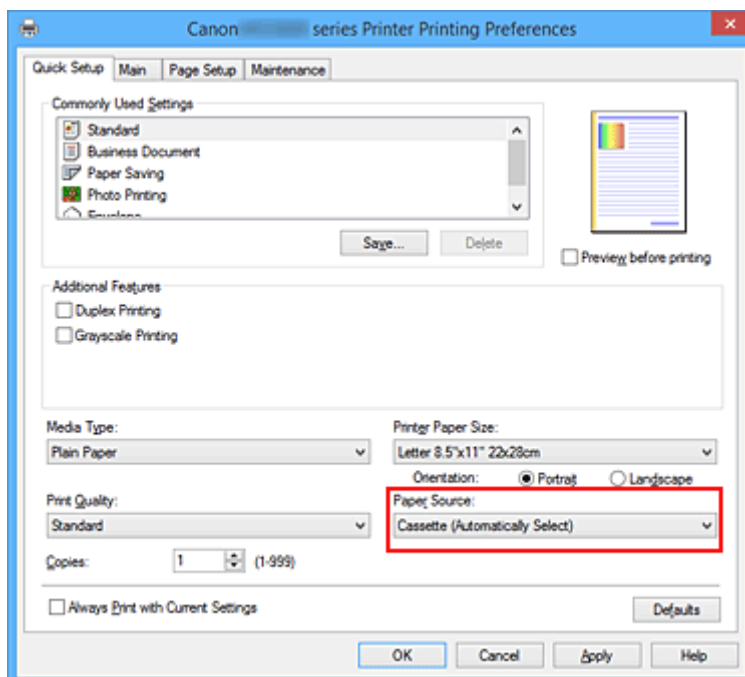 Canon series Printer Printing Preferences
Quick Setup Main Page Setup Maintenance
Commonly Used Settings
Standard
Business Document
Paper Saving
Photo Printing
Envelope
Save... Delete
Preview before printing
Additional Features
Duplex Printing
Grayscale Printing
Media Type: Printer Paper Size:
Plain Paper Letter 8.5"x11" 22x28cm
Orientation: Portrait Landscape
Print Quality: Paper Source:
Standard Cassette (Automatically Select)
Copies: 1 (1-999)
Always Print with Current Settings Defaults
OK Cancel Apply Help